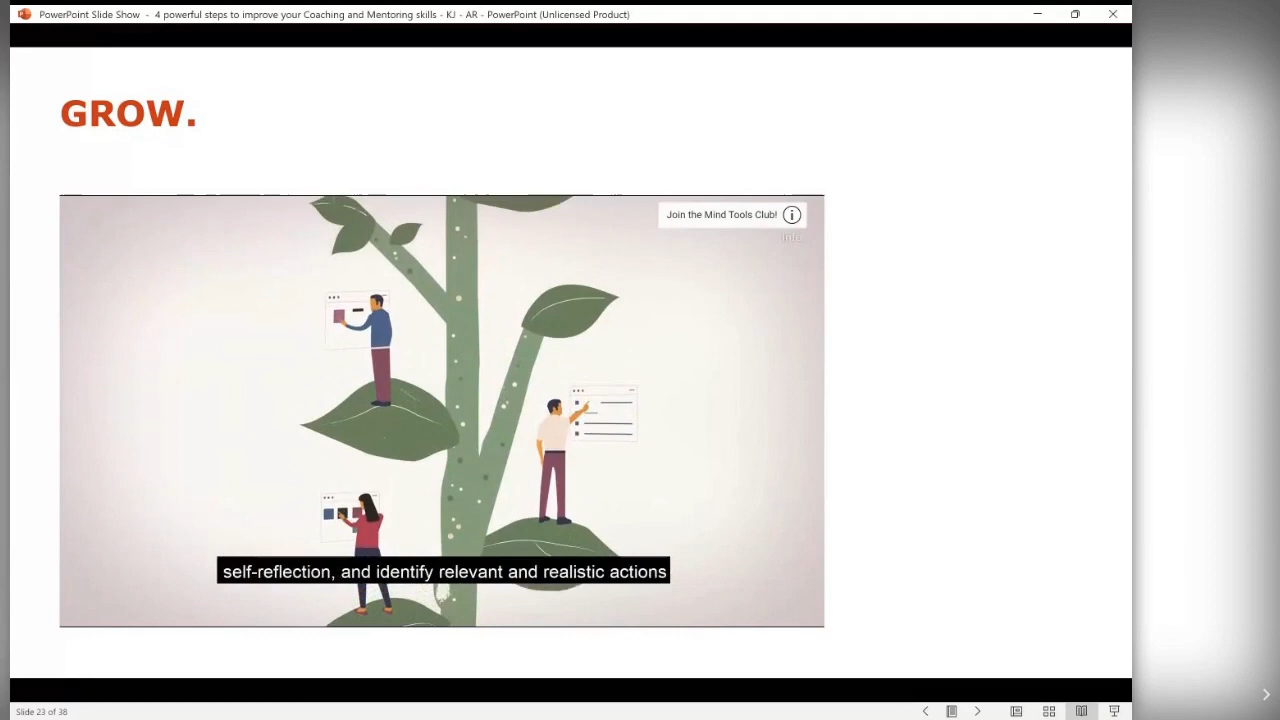 PowerPoint Slide Show - 4 powerful steps to improve your Coaching and Mentoring skills - KJ - AR - PowerPoint (Unlicensed Product)
GROW.
Join the Mind Tools Club!
Info
self-reflection, and identify relevant and realistic actions
Slide 23 of 38